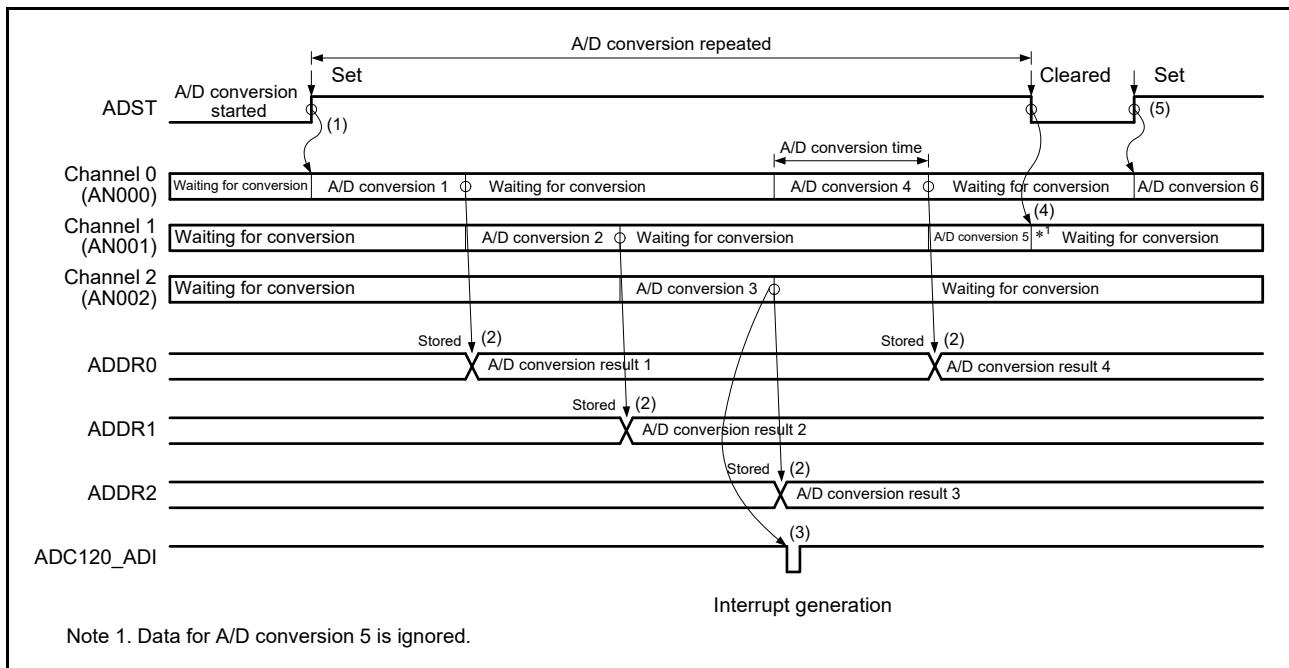 A/D conversion repeated
Set
Cleared
Set
A/D conversion
started
ADST
(1)
(5)
A/D conversion time
Channel 0
(AN000)
Waiting for conversion
A/D conversion 1
Waiting for conversion
A/D conversion 4
Waiting for conversion
A/D conversion 6
(4)
Channel 1
(AN001)
Waiting for conversion
A/D conversion 2
Waiting for conversion
A/D conversion 5
*1
Waiting for conversion
Channel 2
(AN002)
Waiting for conversion
A/D conversion 3
Waiting for conversion
Stored
(2)
Stored
(2)
ADDR0
A/D conversion result 1
A/D conversion result 4
Stored
(2)
ADDR1
A/D conversion result 2
Stored
(2)
ADDR2
A/D conversion result 3
(3)
ADC120_ADI
Interrupt generation
Note 1. Data for A/D conversion 5 is ignored.